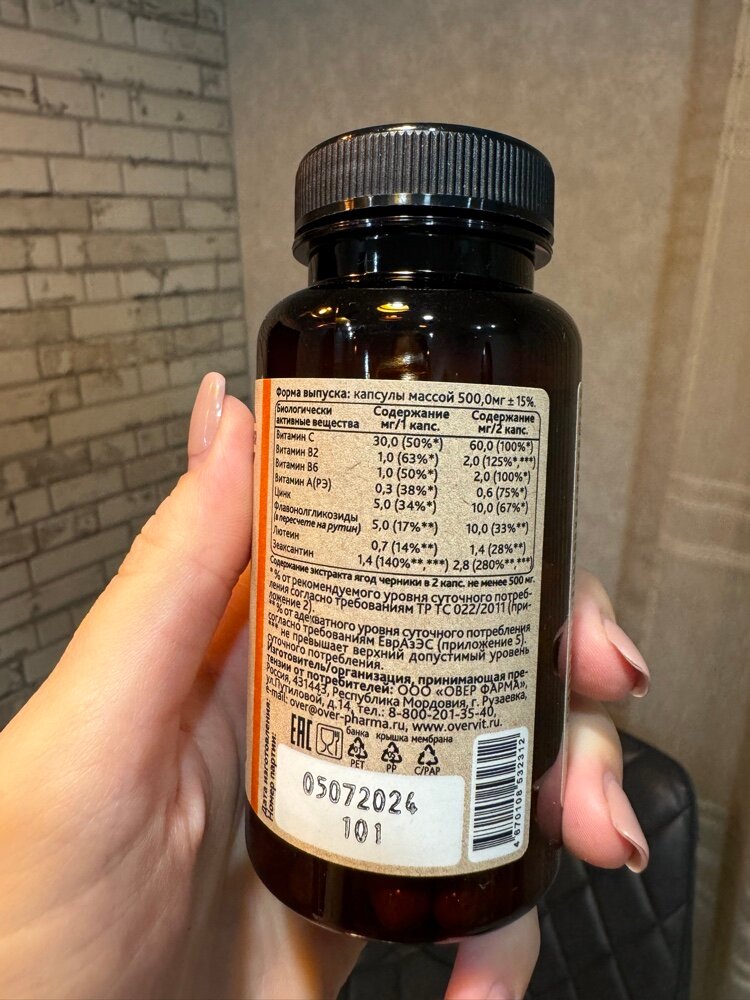 Форма выпуска: капсулы массой 500,0мг ± 15%.
Биологически активные вещества Содержание мг/1 капс. Содержание мг/2 капс.
Витамин С 30,0 (50%*) 60,0 (100%*)
Витамин В2 1,0 (63%*) 2,0 (125%*,***)
Витамин В6 1,0 (50%*) 2,0 (100%*)
Витамин А(РЭ) 0,3 (38%*) 0,6 (75%*)
Цинк 5,0 (34%*) 10,0 (67%*)
Флавонолгликозиды (в пересчете на рутин) 5,0 (17%**) 10,0 (33%**)
Лютеин 0,7 (14%**) 1,4 (28%**)
Зеаксантин 1,4 (140%**,***) 2,8 (280%**,***)
Содержание экстракта ягод черники в 2 капс. не менее 500 мг.
* % от рекомендуемого уровня суточного потреб-
ления согласно требованиям ТР ТС 022/2011 (при-
ложение 2).
** % от адекватного уровня суточного потребления
согласно требованиям ЕврАзЭС (приложение 5).
*** не превышает верхний допустимый уровень
суточного потребления.
Изготовитель/организация, принимающая пре-
тензии от потребителей: ООО «ОВЕР ФАРМА»,
Россия, 431443, Республика Мордовия, г. Рузаевка,
ул.Путиловой, д.14, тел.: 8-800-201-35-40,
e-mail: over@over-pharma.ru, www.overvit.ru.
EAC
банка крышка мембрана
PET PP C/PAP
Дата изготовления:
Номер партии:
05072024
101
4 670108 532312